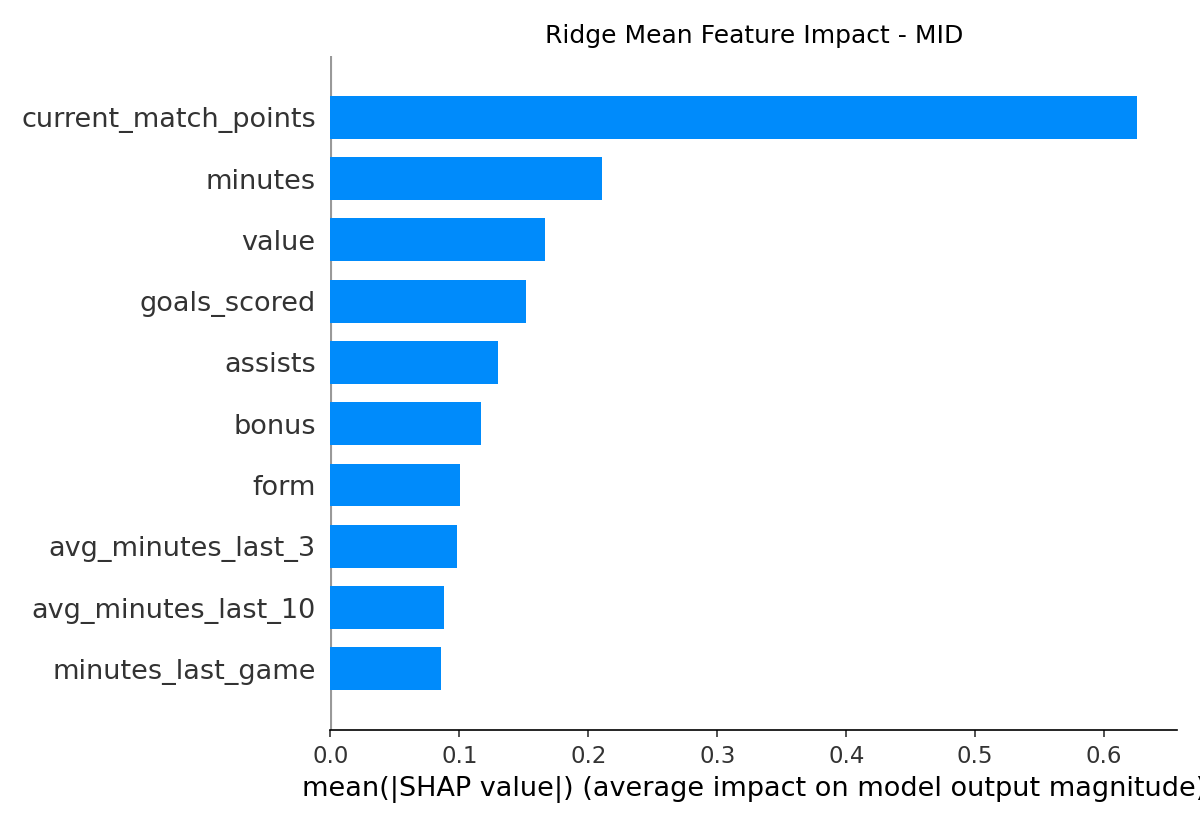 Ridge Mean Feature Impact - MID
current_match_points
minutes
value
goals_scored
assists
bonus
form
avg_minutes_last_3
avg_minutes_last_10
minutes_last_game
0.0 0.1 0.2 0.3 0.4 0.5 0.6
mean(|SHAP value|) (average impact on model output magnitude)